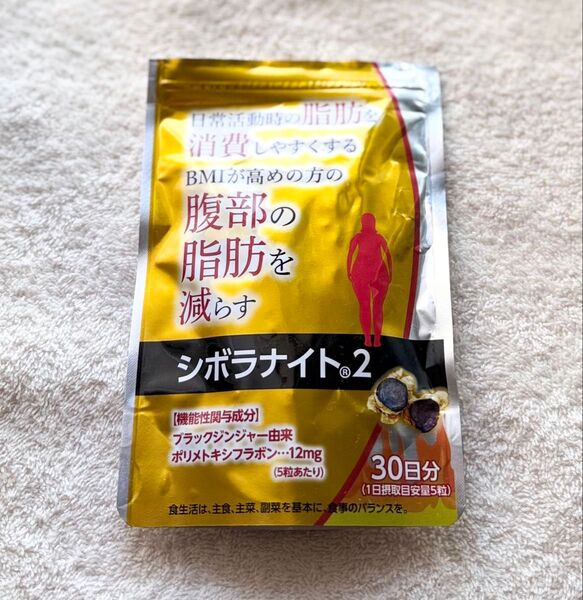 日常活動時の脂肪を
消費しやすくする
BMIが高めの方の
腹部の
脂肪を
減らす
シボラナイト®2
【機能性関与成分】
ブラックジンジャー由来
ポリメトキシフラボン…12mg
(5粒あたり)
30日分
(1日摂取目安量5粒)
食生活は、主食、主菜、副菜を基本に、食事のバランスを。